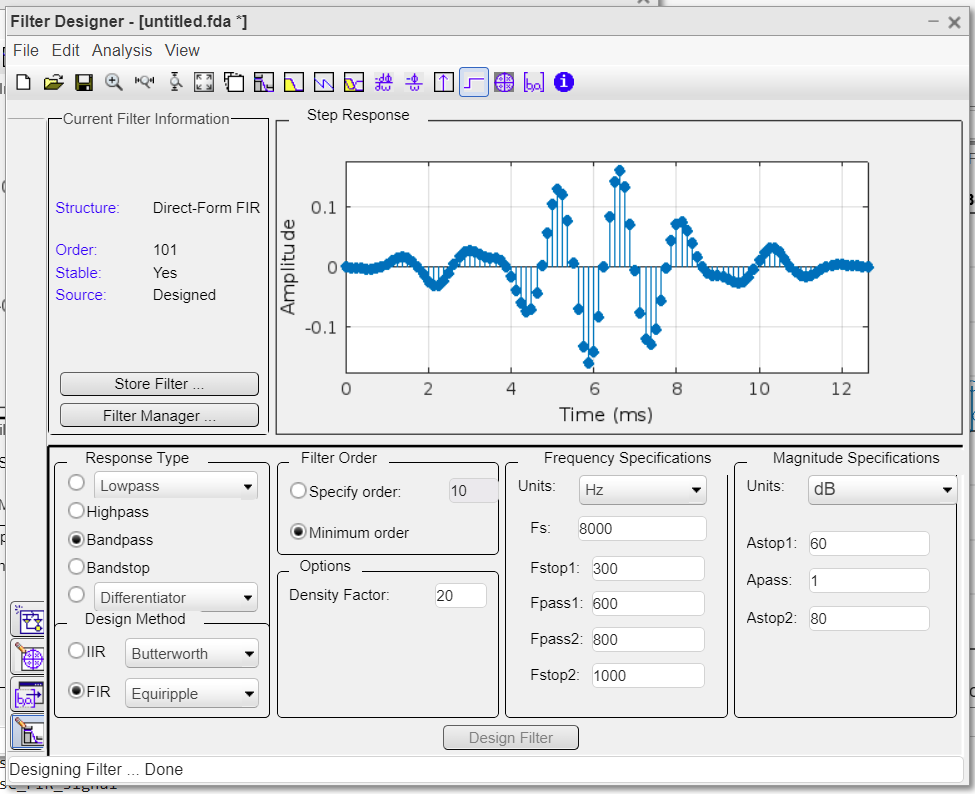 Filter Designer - [untitled.fda *]
File Edit Analysis View
Current Filter Information
Structure: Direct-Form FIR
Order: 101
Stable: Yes
Source: Designed
Store Filter ...
Filter Manager ...
Step Response
Amplitude
0.1
0
-0.1
0 2 4 6 8 10 12
Time (ms)
Response Type
Lowpass
Highpass
Bandpass
Bandstop
Differentiator
Design Method
IIR Butterworth
FIR Equiripple
Filter Order
Specify order: 10
Minimum order
Options
Density Factor: 20
Frequency Specifications
Units: Hz
Fs: 8000
Fstop1: 300
Fpass1: 600
Fpass2: 800
Fstop2: 1000
Magnitude Specifications
Units: dB
Astop1: 60
Apass: 1
Astop2: 80
Design Filter
Designing Filter ... Done